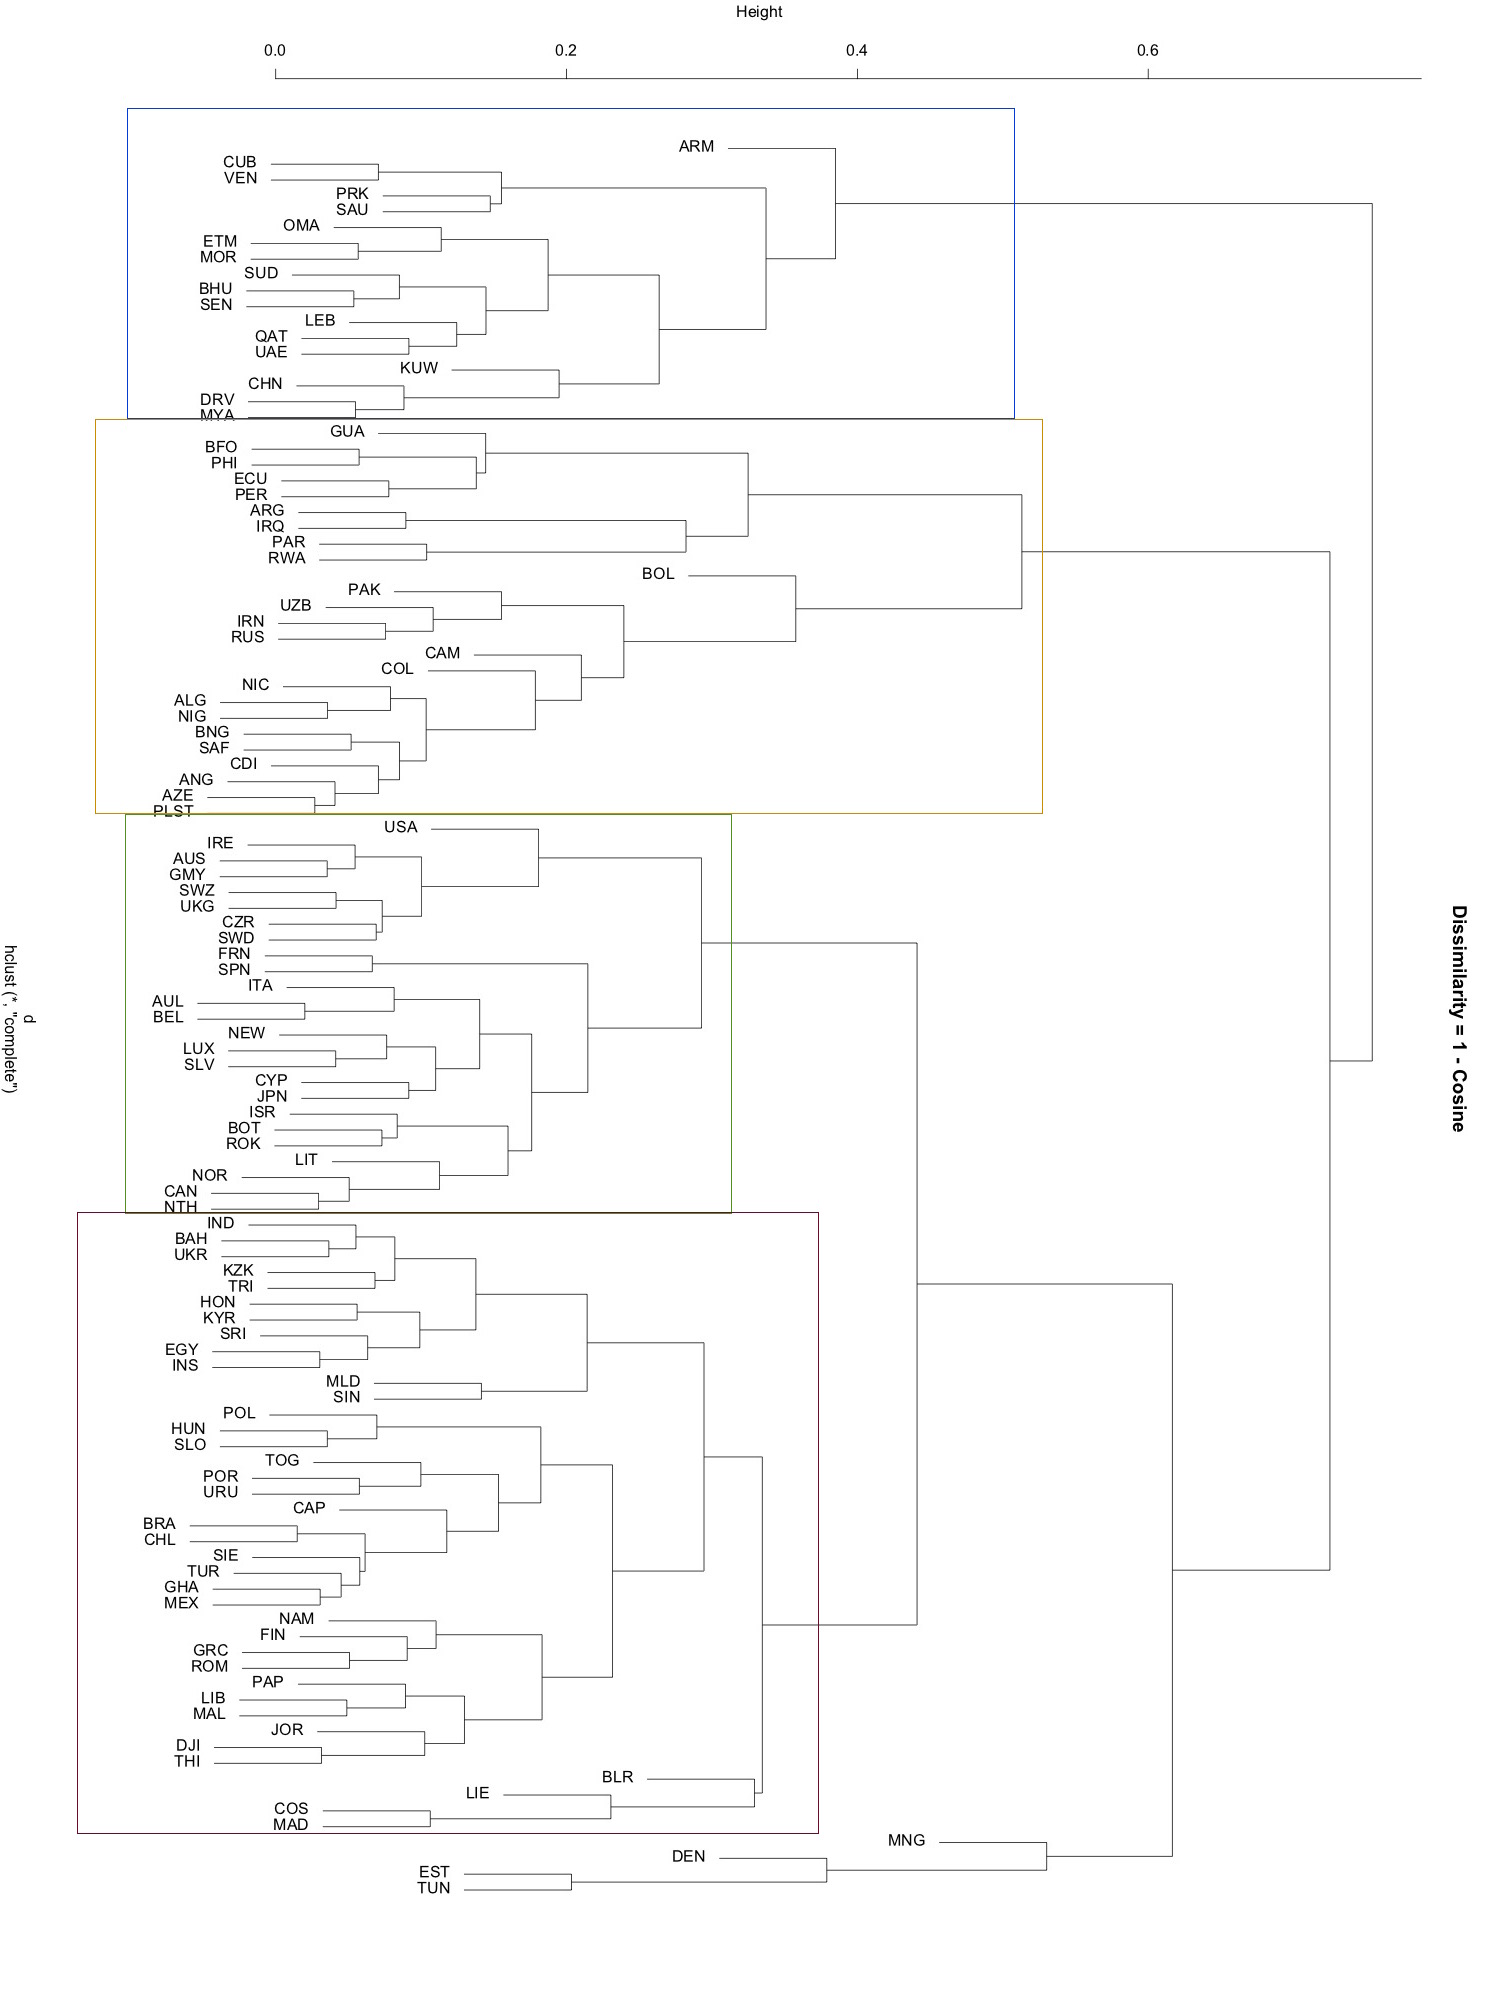 Height
0.0 0.2 0.4 0.6
ARM
CUB
VEN
PRK
SAU
OMA
ETM
MOR
SUD
BHU
SEN
LEB
QAT
UAE
KUW
CHN
DRV
MYA
GUA
BFO
PHI
ECU
PER
ARG
IRQ
PAR
RWA
BOL
PAK
UZB
IRN
RUS
CAM
COL
NIC
ALG
NIG
BNG
SAF
CDI
ANG
AZE
PLST
USA
IRE
AUS
GMY
SWZ
UKG
CZR
SWD
FRN
SPN
ITA
AUL
BEL
NEW
LUX
SLV
CYP
JPN
ISR
BOT
ROK
LIT
NOR
CAN
NTH
IND
BAH
UKR
KZK
TRI
HON
KYR
SRI
EGY
INS
MLD
SIN
POL
HUN
SLO
TOG
POR
URU
CAP
BRA
CHL
SIE
TUR
GHA
MEX
NAM
FIN
GRC
ROM
PAP
LIB
MAL
JOR
DJI
THI
BLR
LIE
COS
MAD
MNG
DEN
EST
TUN
Dissimilarity = 1 - Cosine
d
hclust (*, "complete")